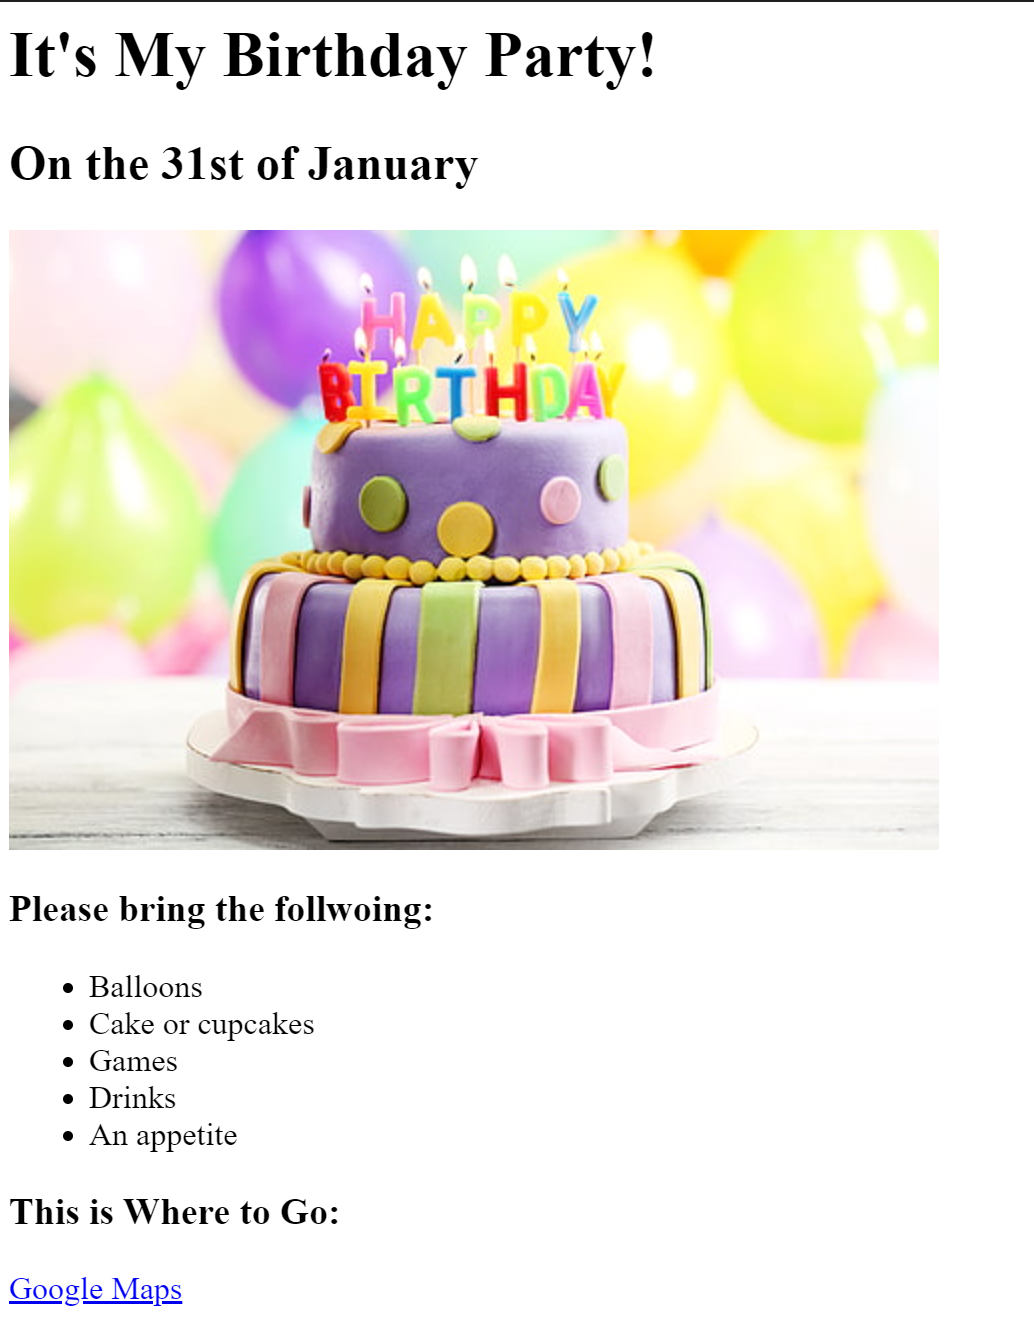 It's My Birthday Party!
On the 31st of January
HAPPY
BIRTHDAY
Please bring the follwoing:
Balloons
Cake or cupcakes
Games
Drinks
An appetite
This is Where to Go:
Google Maps